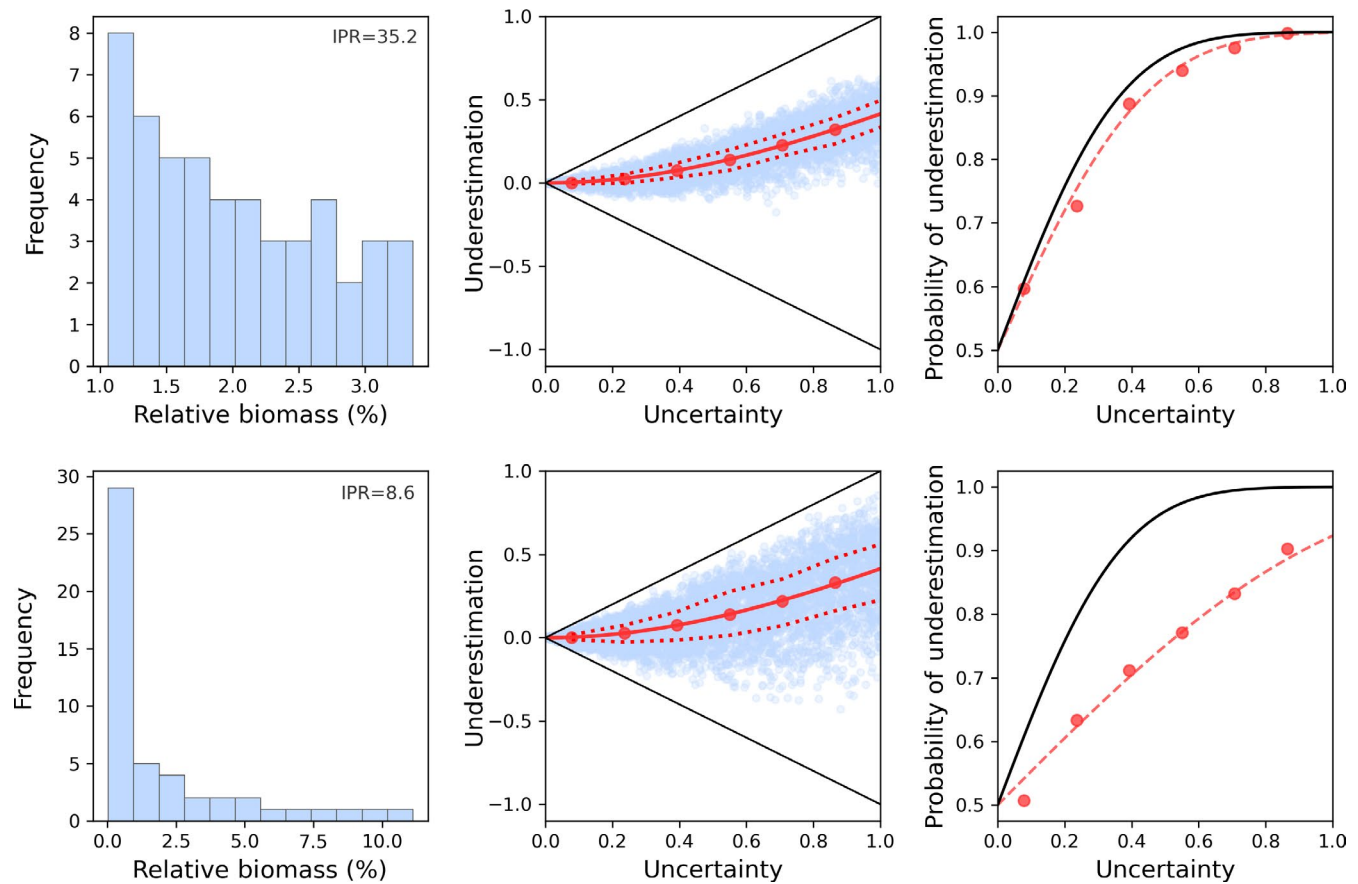 IPR=35.2
Frequency
8
7
6
5
4
3
2
1
0
1.0 1.5 2.0 2.5 3.0
Relative biomass (%)
Underestimation
1.0
0.5
0.0
−0.5
−1.0
0.0 0.2 0.4 0.6 0.8 1.0
Uncertainty
Probability of underestimation
1.0
0.9
0.8
0.7
0.6
0.5
0.0 0.2 0.4 0.6 0.8 1.0
Uncertainty
IPR=8.6
Frequency
30
25
20
15
10
5
0
0.0 2.5 5.0 7.5 10.0
Relative biomass (%)
Underestimation
1.0
0.5
0.0
−0.5
−1.0
0.0 0.2 0.4 0.6 0.8 1.0
Uncertainty
Probability of underestimation
1.0
0.9
0.8
0.7
0.6
0.5
0.0 0.2 0.4 0.6 0.8 1.0
Uncertainty